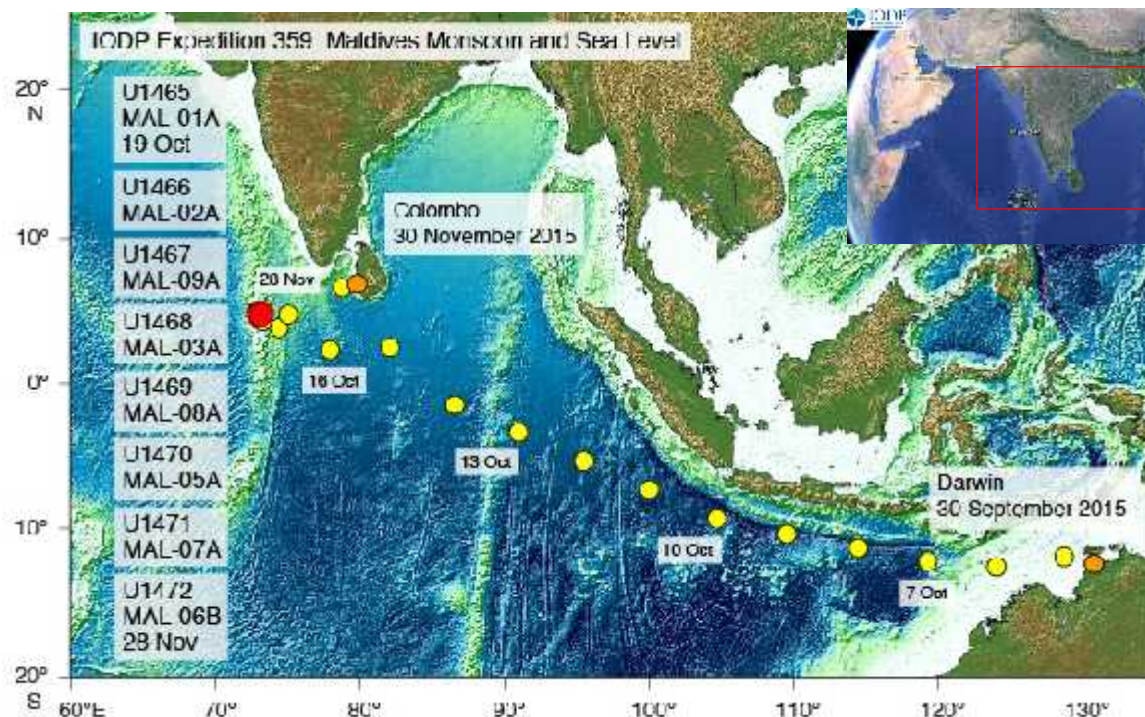 IODP Expedition 359 Maldives Monsoon and Sea Level
IODP
20°
N
10°
0°
10°
20°
S
60°E
70°
80°
90°
100°
110°
120°
130°
U1465
MAL 01A
19 Oct
U1466
MAL-02A
U1467
MAL-09A
U1468
MAL-03A
U1469
MAL-08A
U1470
MAL-05A
U1471
MAL-07A
U1472
MAL 06B
28 Nov
Colombo
30 November 2015
28 Nov
16 Oct
13 Oct
10 Oct
7 Oct
Darwin
30 September 2015